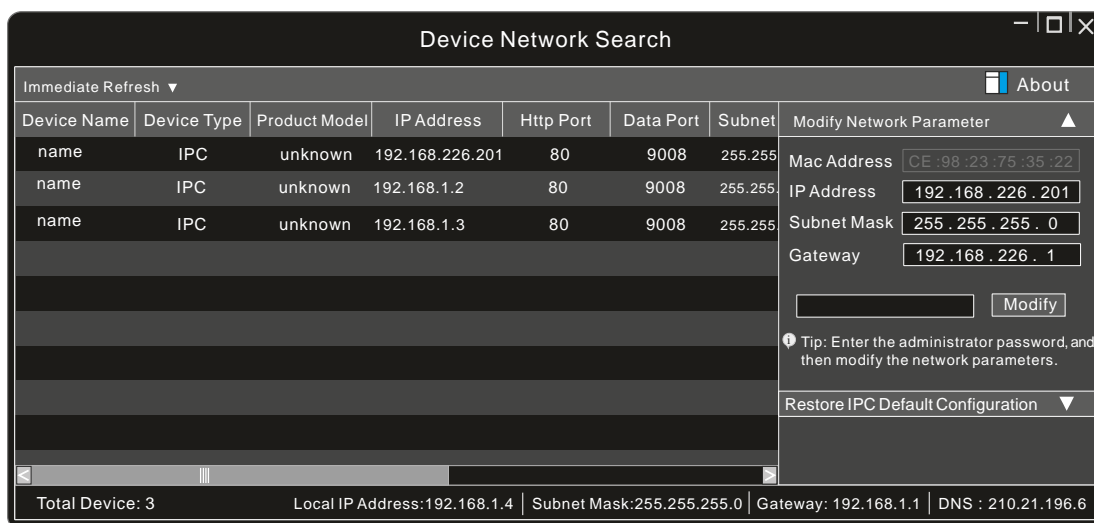 Device Network Search
Immediate Refresh ▼
About
Device Name Device Type Product Model IP Address Http Port Data Port Subnet
name IPC unknown 192.168.226.201 80 9008 255.255
name IPC unknown 192.168.1.2 80 9008 255.255.
name IPC unknown 192.168.1.3 80 9008 255.255.
Modify Network Parameter ▲
Mac Address CE :98 :23 :75 :35 :22
IP Address 192 .168 . 226 . 201
Subnet Mask 255 . 255 . 255 . 0
Gateway 192 .168 . 226 . 1
Modify
Tip: Enter the administrator password, and
then modify the network parameters.
Restore IPC Default Configuration ▼
Total Device: 3 Local IP Address:192.168.1.4 Subnet Mask:255.255.255.0 Gateway: 192.168.1.1 DNS : 210.21.196.6